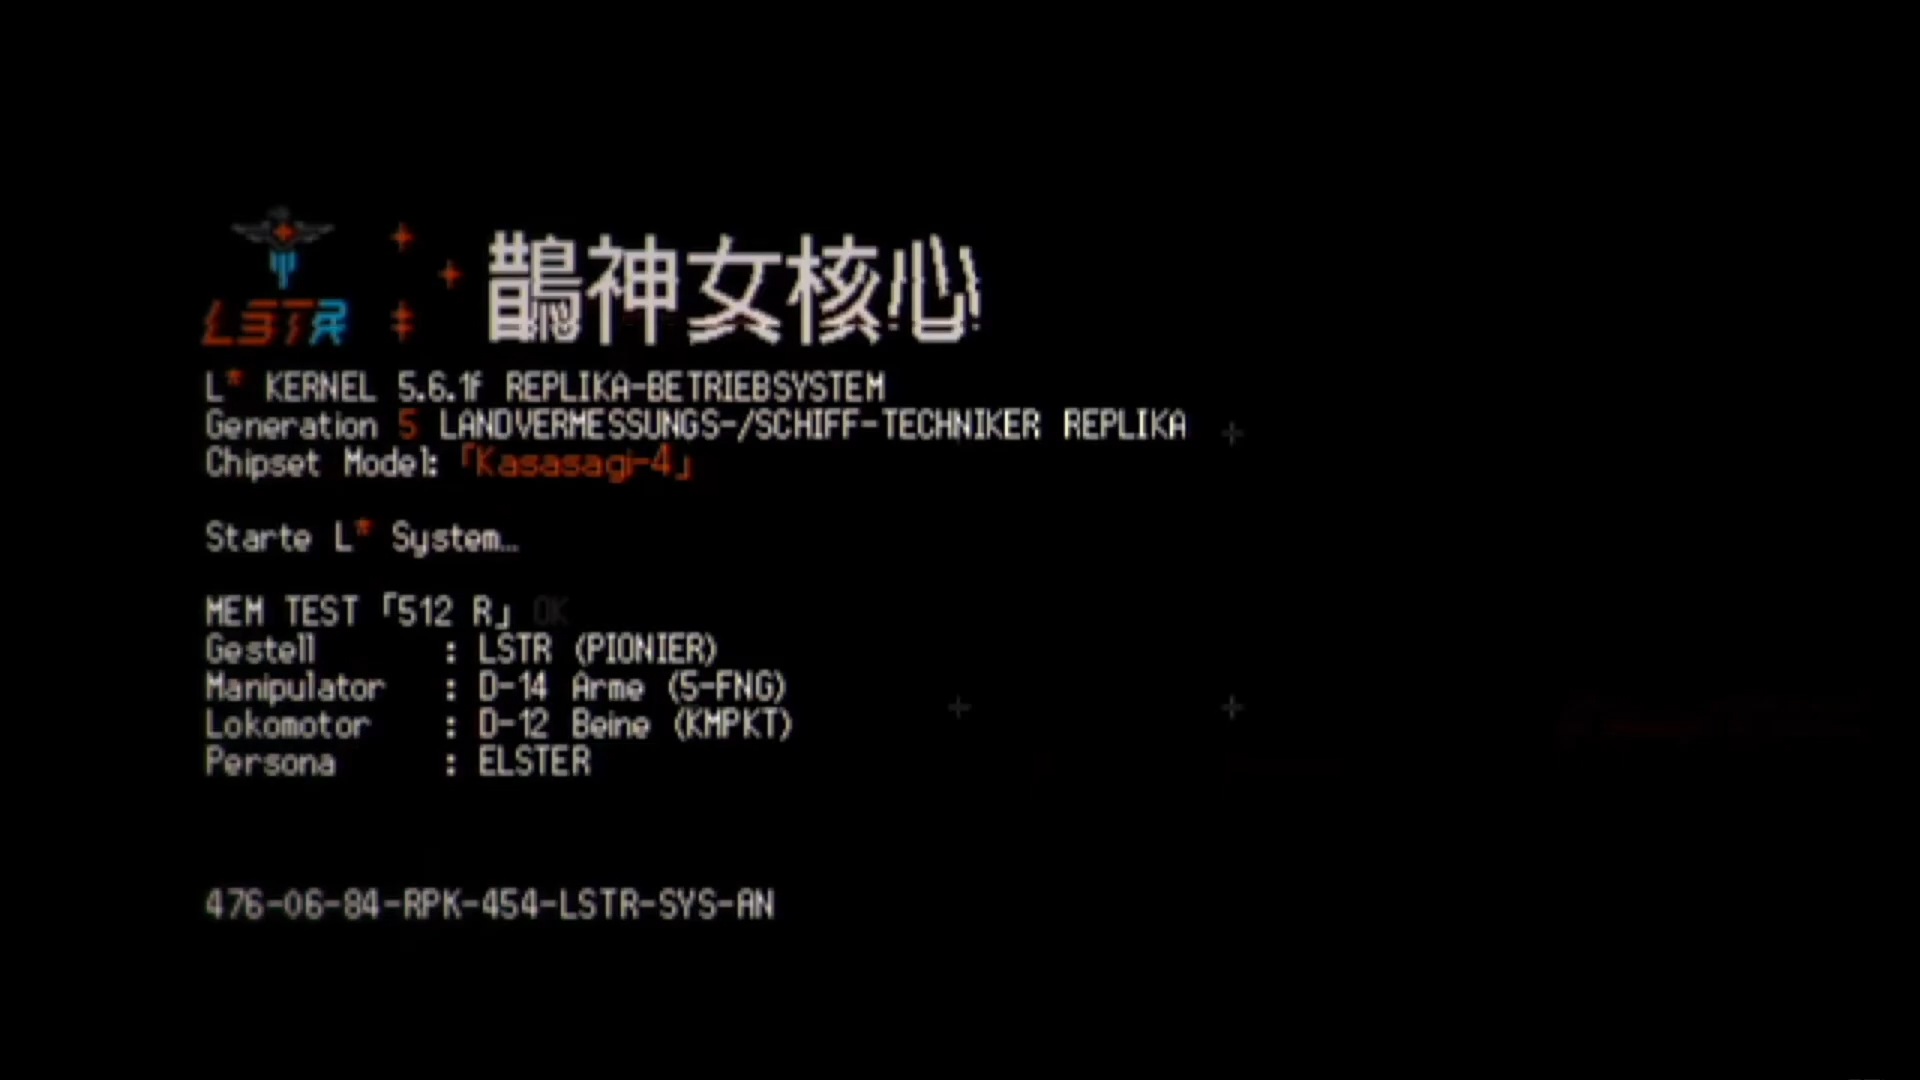 LSTR
鵲神女核心
L* KERNEL 5.6.1f REPLIKA-BETRIEBSYSTEM
Generation 5 LANDVERMESSUNGS-/SCHIFF-TECHNIKER REPLIKA
Chipset Model: 「Kasasagi-4」
Starte L* System…
MEM TEST 「512 R」 OK
Gestell : LSTR (PIONIER)
Manipulator : D-14 Arme (5-FNG)
Lokomotor : D-12 Beine (KMPKT)
Persona : ELSTER
476-06-84-RPK-454-LSTR-SYS-AN